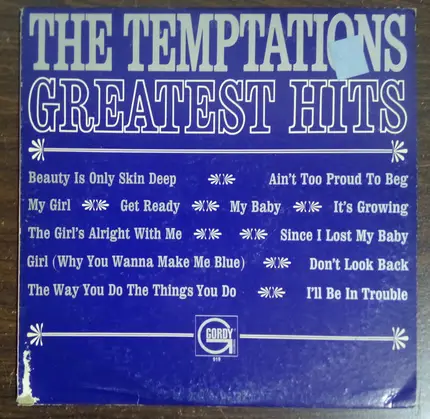 THE TEMPTATIONS
GREATEST HITS
Beauty Is Only Skin Deep Ain't Too Proud To Beg
My Girl Get Ready My Baby It's Growing
The Girl's Alright With Me Since I Lost My Baby
Girl (Why You Wanna Make Me Blue) Don't Look Back
The Way You Do The Things You Do I'll Be In Trouble
G
GORDY
919